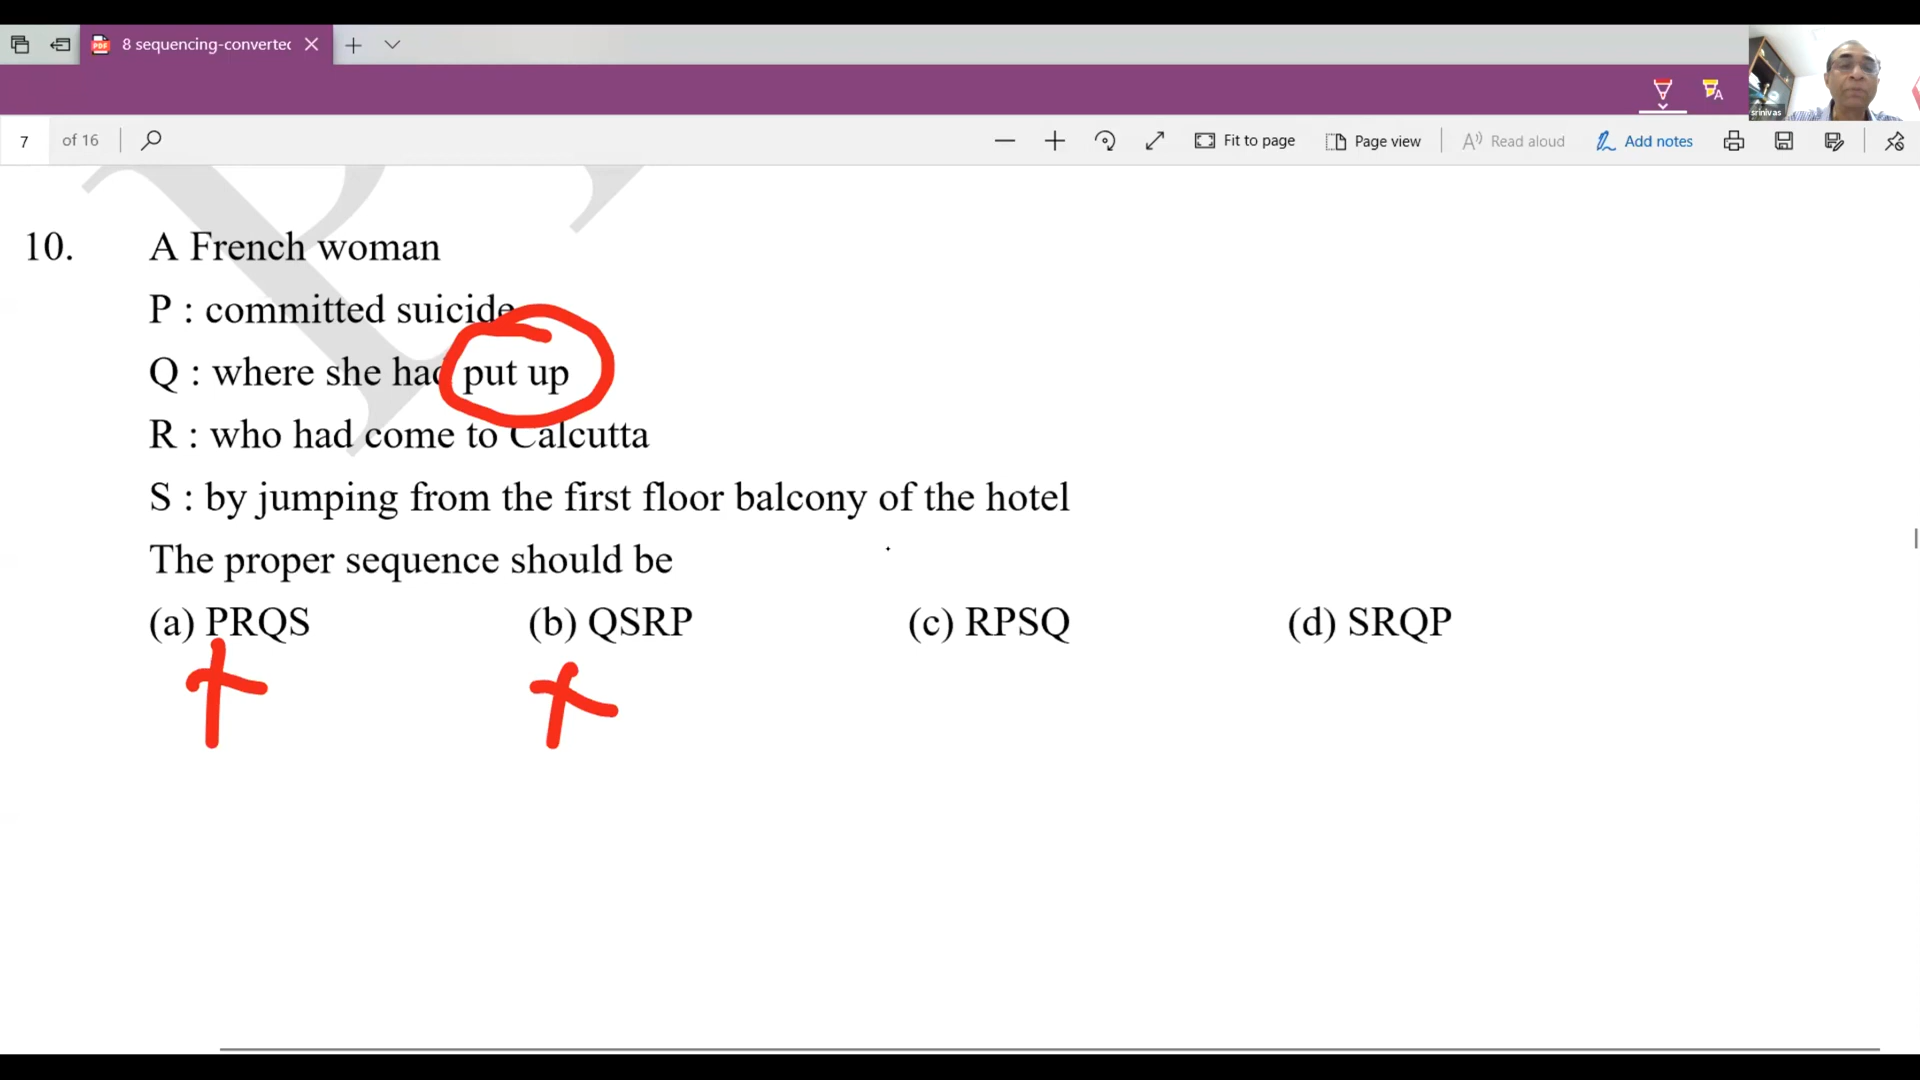 8 sequencing-convertec
srinivas
7 of 16
Fit to page
Page view
Read aloud
Add notes
10. A French woman
P : committed suicide
Q : where she had put up
R : who had come to Calcutta
S : by jumping from the first floor balcony of the hotel
The proper sequence should be
(a) PRQS (b) QSRP (c) RPSQ (d) SRQP